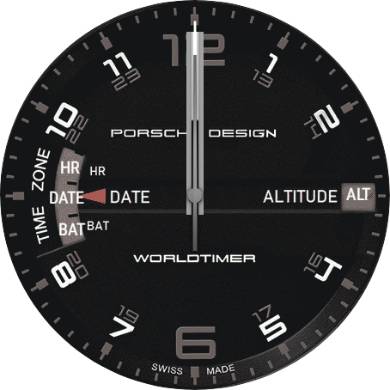 12
11 23
1 13
10 22
2 14
PORSCH DESIGN
TIME ZONE
HR HR
DATE DATE
BAT BAT
ALTITUDE ALT
WORLDTIMER
8 20
4 16
7 19
5 17
6
SWISS MADE